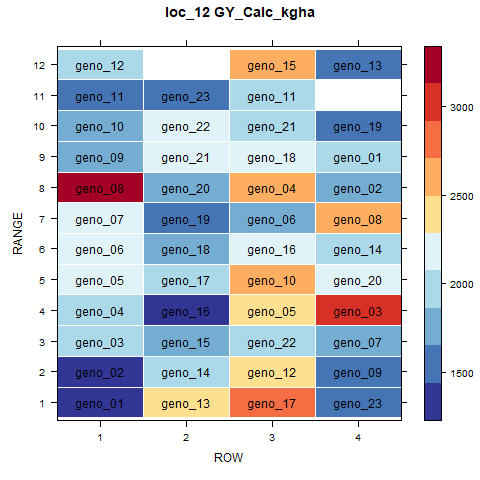 loc_12 GY_Calc_kgha
12 geno_12 geno_15 geno_13
11 geno_11 geno_23 geno_11
10 geno_10 geno_22 geno_21 geno_19
9 geno_09 geno_21 geno_18 geno_01
8 geno_08 geno_20 geno_04 geno_02
7 geno_07 geno_19 geno_06 geno_08
6 geno_06 geno_18 geno_16 geno_14
5 geno_05 geno_17 geno_10 geno_20
4 geno_04 geno_16 geno_05 geno_03
3 geno_03 geno_15 geno_22 geno_07
2 geno_02 geno_14 geno_12 geno_09
1 geno_01 geno_13 geno_17 geno_23
1 2 3 4
ROW
RANGE
3000
2500
2000
1500